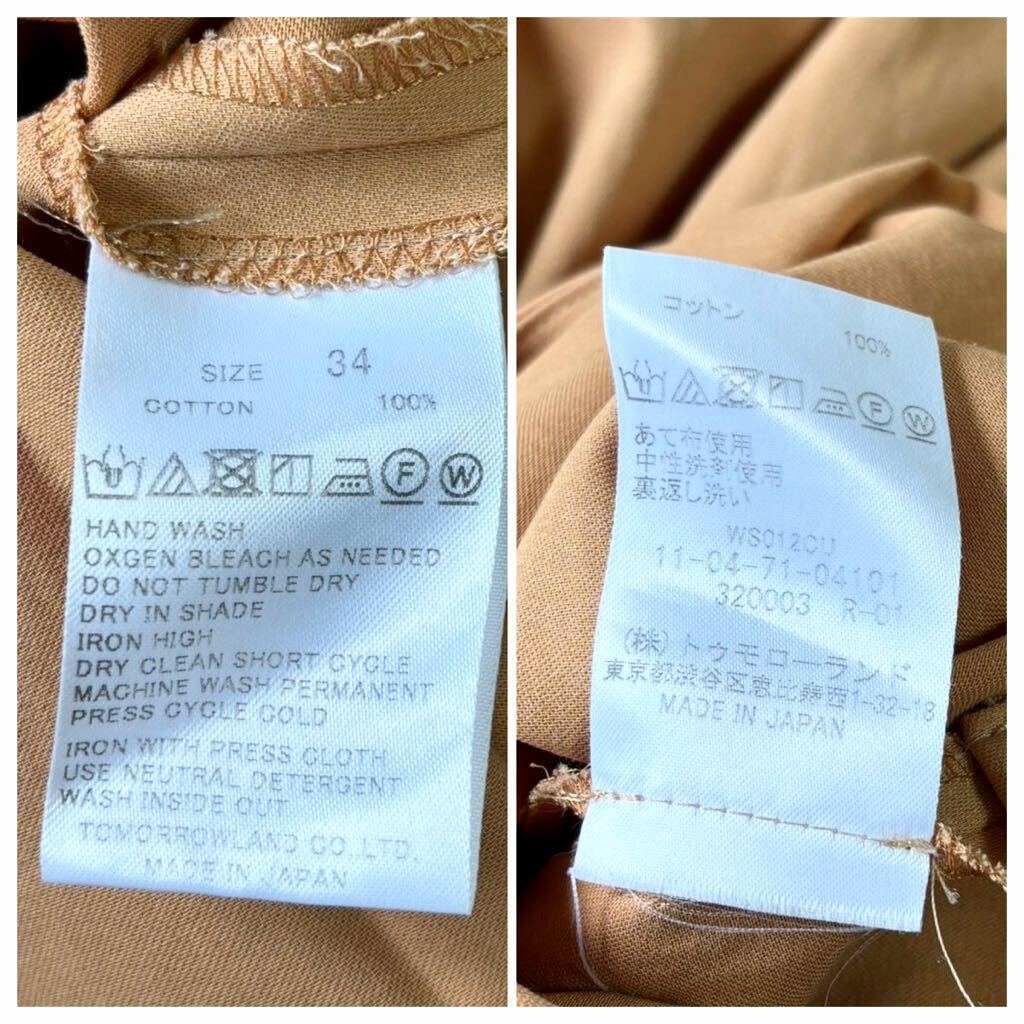 SIZE 34
COTTON 100%
F W
HAND WASH
OXGEN BLEACH AS NEEDED
DO NOT TUMBLE DRY
DRY IN SHADE
IRON HIGH
DRY CLEAN SHORT CYCLE
MACHINE WASH PERMANENT
PRESS CYCLE COLD
IRON WITH PRESS CLOTH
USE NEUTRAL DETERGENT
WASH INSIDE OUT
TOMORROWLAND CO.,LTD.
MADE IN JAPAN
コットン
100%
F W
あて布使用
中性洗剤使用
裏返し洗い
WS012CU
11-04-71-04101
320003 R-01
(株)トゥモローランド
東京都渋谷区恵比寿西1-32-18
MADE IN JAPAN